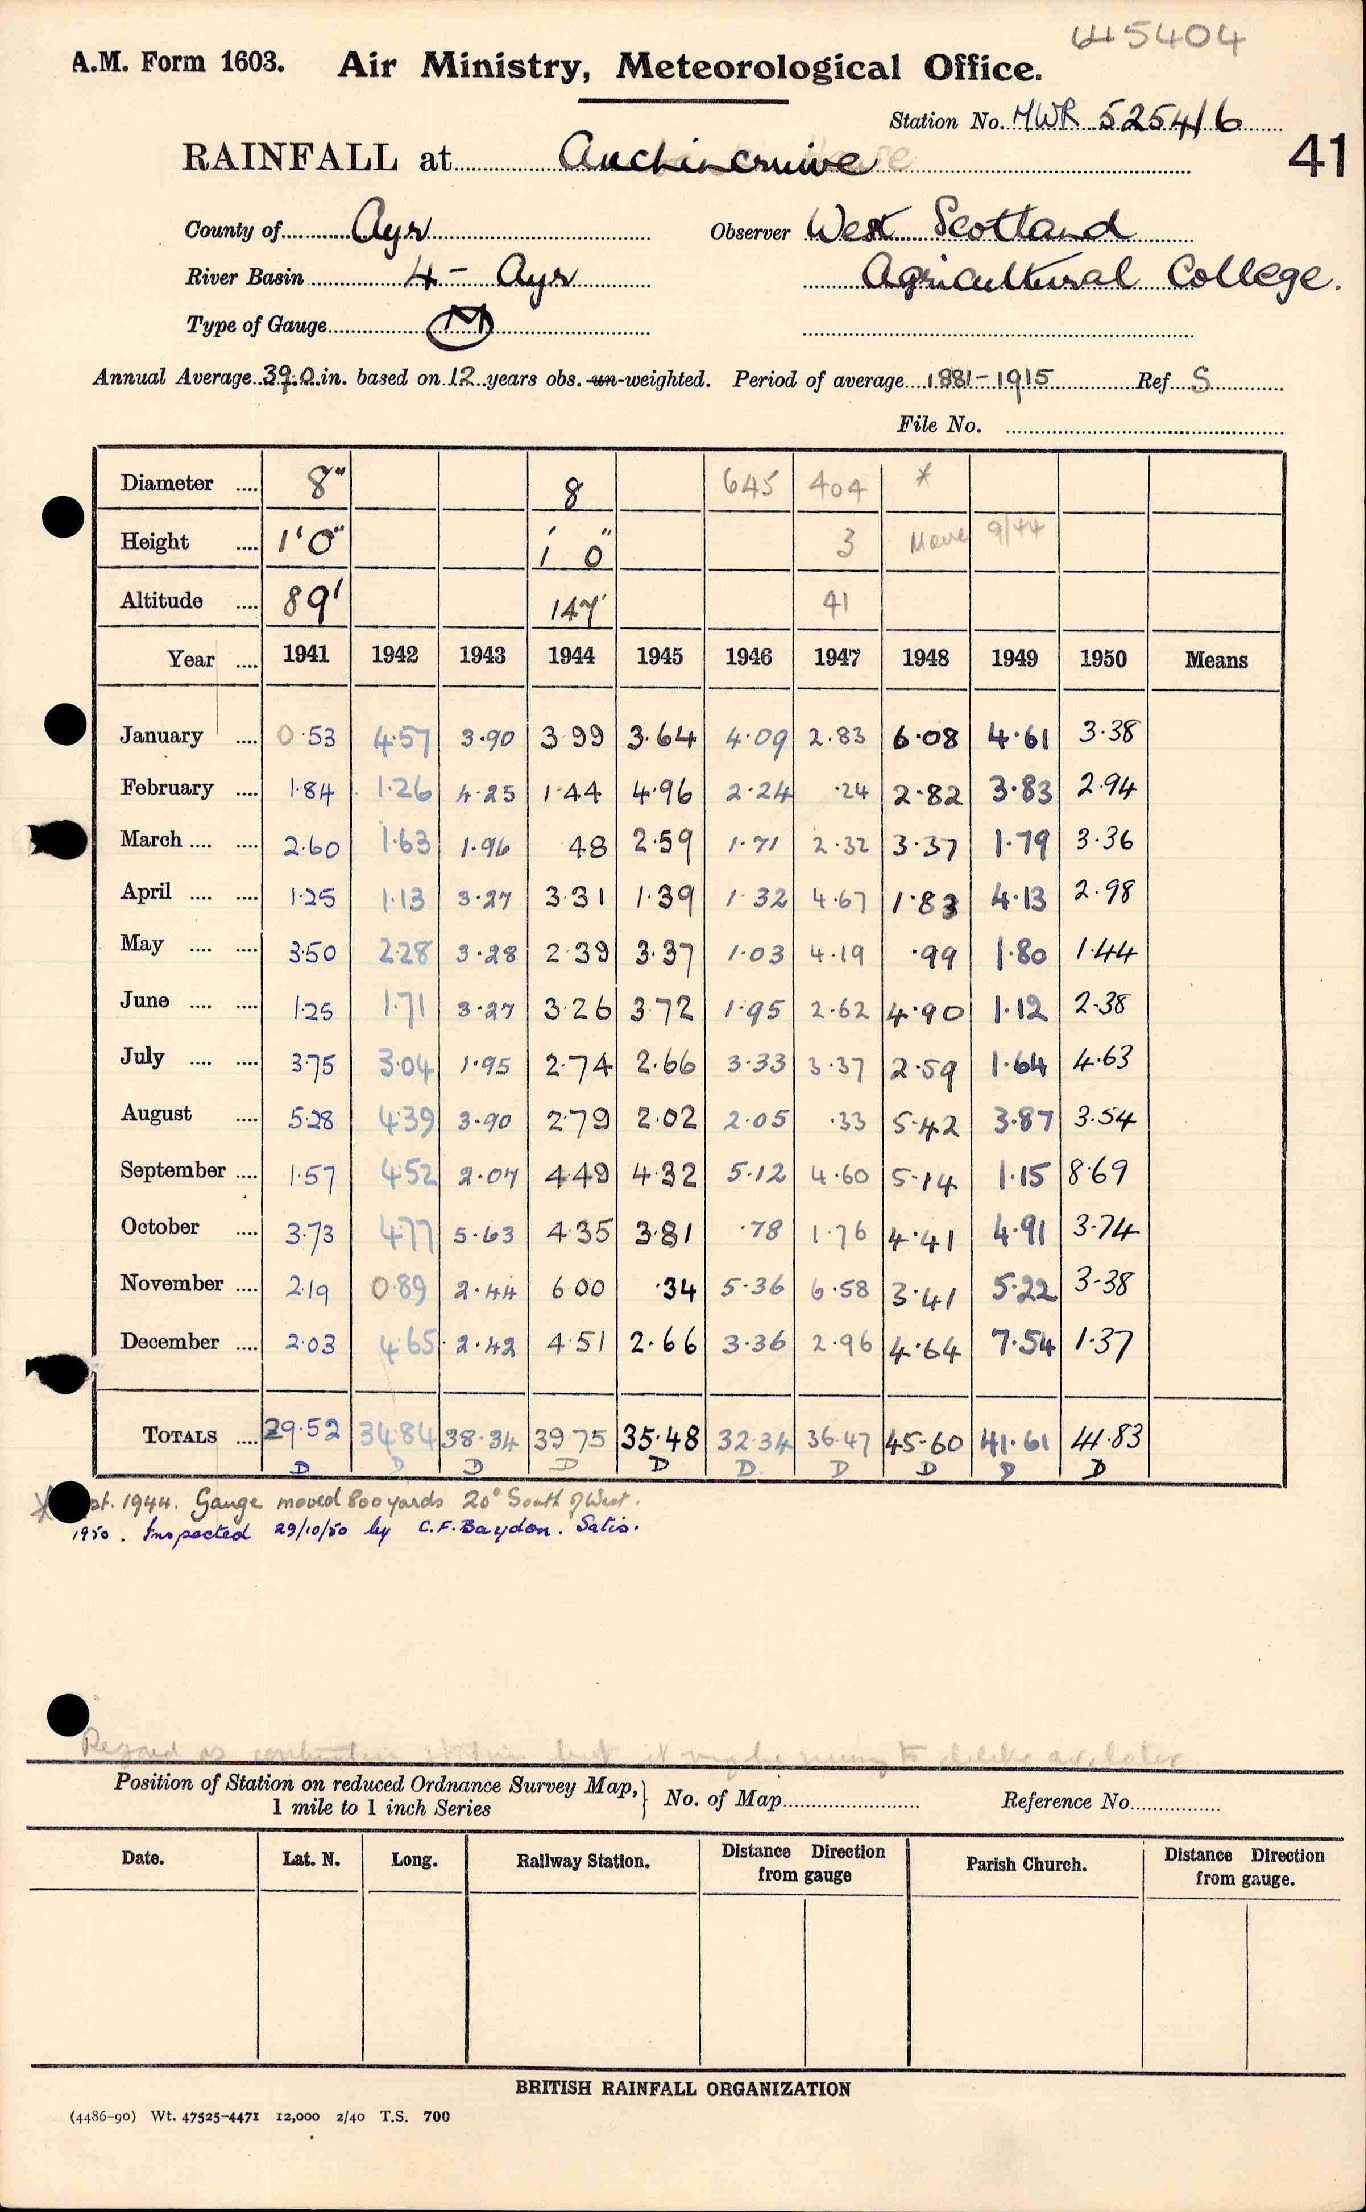 645404
A.M. Form 1603. Air Ministry, Meteorological Office.
Station No. MWR 5254/6
41
RAINFALL at Auchincruive
County of Ayr Observer West Scotland
River Basin 4 - Ayr Agricultural College.
Type of Gauge M
Annual Average 39.0 in. based on 12 years obs. un-weighted. Period of average 1881-1915 Ref S
File No.
Diameter 8" 8 645 404 *
Height 1'0" 1' 0" 3 Move 9/44
Altitude 89' 147' 41
Year 1941 1942 1943 1944 1945 1946 1947 1948 1949 1950 Means
January 0.53 4.57 3.90 3.99 3.64 4.09 2.83 6.08 4.61 3.38
February 1.84 1.26 4.25 1.44 4.96 2.24 .24 2.82 3.83 2.94
March 2.60 1.63 1.96 48 2.59 1.71 2.32 3.37 1.79 3.36
April 1.25 1.13 3.27 3.31 1.39 1.32 4.67 1.83 4.13 2.98
May 3.50 2.28 3.28 2.39 3.37 1.03 4.19 .99 1.80 1.44
June 1.25 1.71 3.27 3.26 3.72 1.95 2.62 4.90 1.12 2.38
July 3.75 3.04 1.95 2.74 2.66 3.33 3.37 2.59 1.64 4.63
August 5.28 4.39 3.90 2.79 2.02 2.05 .33 5.42 3.87 3.54
September 1.57 4.52 2.07 4.49 4.32 5.12 4.60 5.14 1.15 8.69
October 3.73 4.77 5.63 4.35 3.81 .78 1.76 4.41 4.91 3.74
November 2.19 0.89 2.44 6.00 .34 5.36 6.58 3.41 5.22 3.38
December 2.03 4.65 2.42 4.51 2.66 3.36 2.96 4.64 7.54 1.37
TOTALS 29.52 34.84 38.34 39.75 35.48 32.34 36.47 45.60 41.61 41.83
D D D D D D D D D D
1944. Gauge moved 800 yards 20° South of West.
1950. Inspected 29/10/50 by C.F. Baydon. Satis.
Regard as station but it may be to later
Position of Station on reduced Ordnance Survey Map, } No. of Map Reference No.
1 mile to 1 inch Series
Date. Lat. N. Long. Railway Station. Distance Direction from gauge Parish Church. Distance Direction from gauge.
BRITISH RAINFALL ORGANIZATION
(4486-90) Wt. 47525-4471 12,000 2/40 T.S. 700